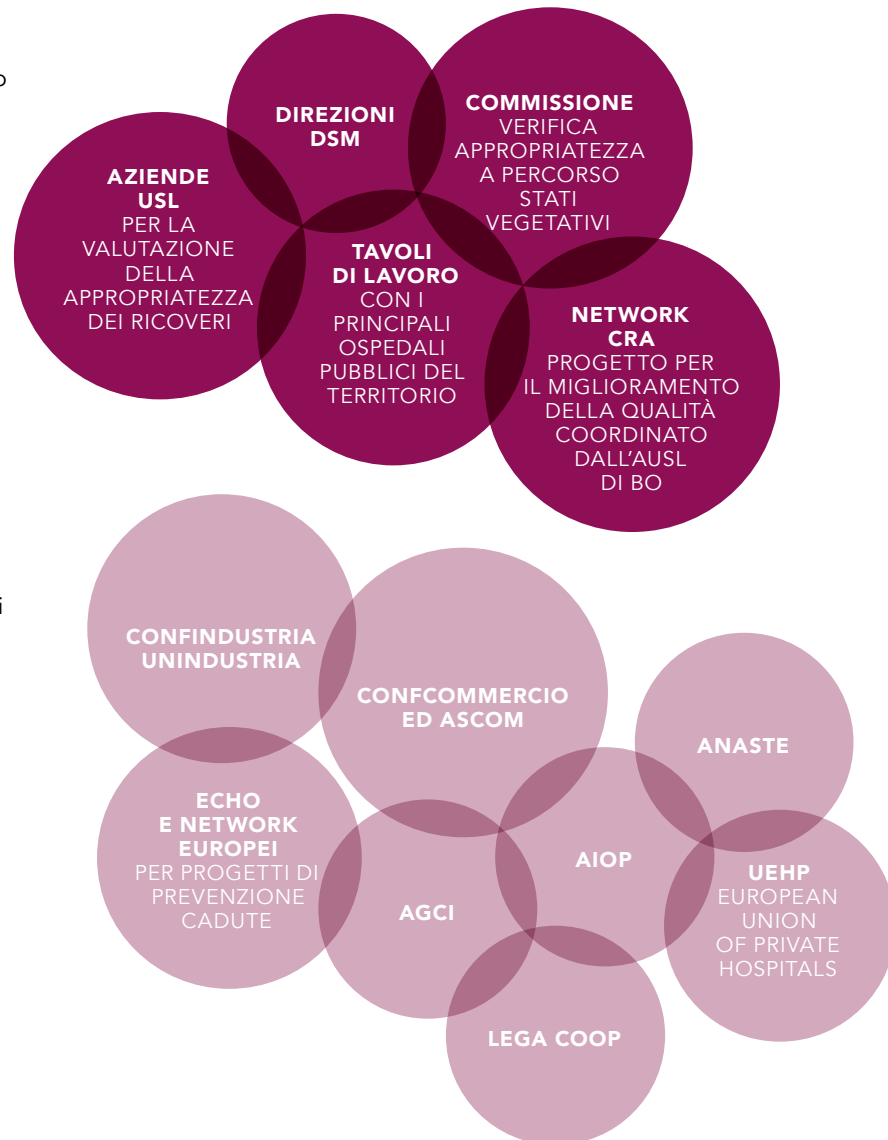 o
DIREZIONI
DSM
COMMISSIONE
VERIFICA
APPROPRIATEZZA
A PERCORSO
STATI
VEGETATIVI
AZIENDE
USL
PER LA
VALUTAZIONE
DELLA
APPROPRIATEZZA
DEI RICOVERI
TAVOLI
DI LAVORO
CON I
PRINCIPALI
OSPEDALI
PUBBLICI DEL
TERRITORIO
NETWORK
CRA
PROGETTO PER
IL MIGLIORAMENTO
DELLA QUALITÀ
COORDINATO
DALL'AUSL
DI BO
i
CONFINDUSTRIA
UNINDUSTRIA
CONFCOMMERCIO
ED ASCOM
ANASTE
ECHO
E NETWORK
EUROPEI
PER PROGETTI DI
PREVENZIONE
CADUTE
AGCI
AIOP
UEHP
EUROPEAN
UNION
OF PRIVATE
HOSPITALS
LEGA COOP